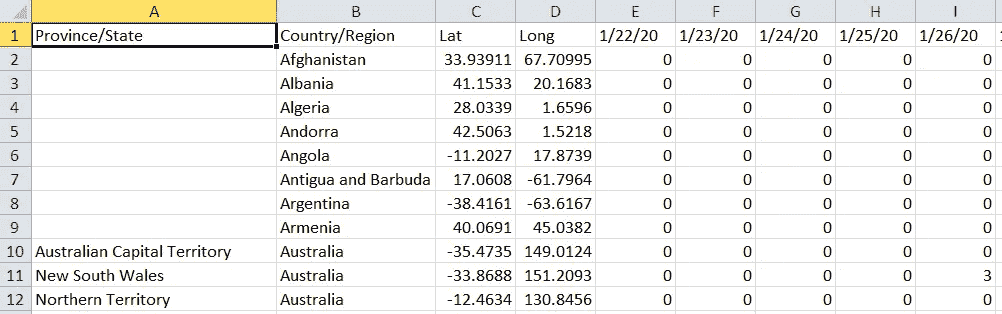 A B C D E F G H I
1 Province/State Country/Region Lat Long 1/22/20 1/23/20 1/24/20 1/25/20 1/26/20
2 Afghanistan 33.93911 67.70995 0 0 0 0 0
3 Albania 41.1533 20.1683 0 0 0 0 0
4 Algeria 28.0339 1.6596 0 0 0 0 0
5 Andorra 42.5063 1.5218 0 0 0 0 0
6 Angola -11.2027 17.8739 0 0 0 0 0
7 Antigua and Barbuda 17.0608 -61.7964 0 0 0 0 0
8 Argentina -38.4161 -63.6167 0 0 0 0 0
9 Armenia 40.0691 45.0382 0 0 0 0 0
10 Australian Capital Territory Australia -35.4735 149.0124 0 0 0 0 0
11 New South Wales Australia -33.8688 151.2093 0 0 0 0 3
12 Northern Territory Australia -12.4634 130.8456 0 0 0 0 0